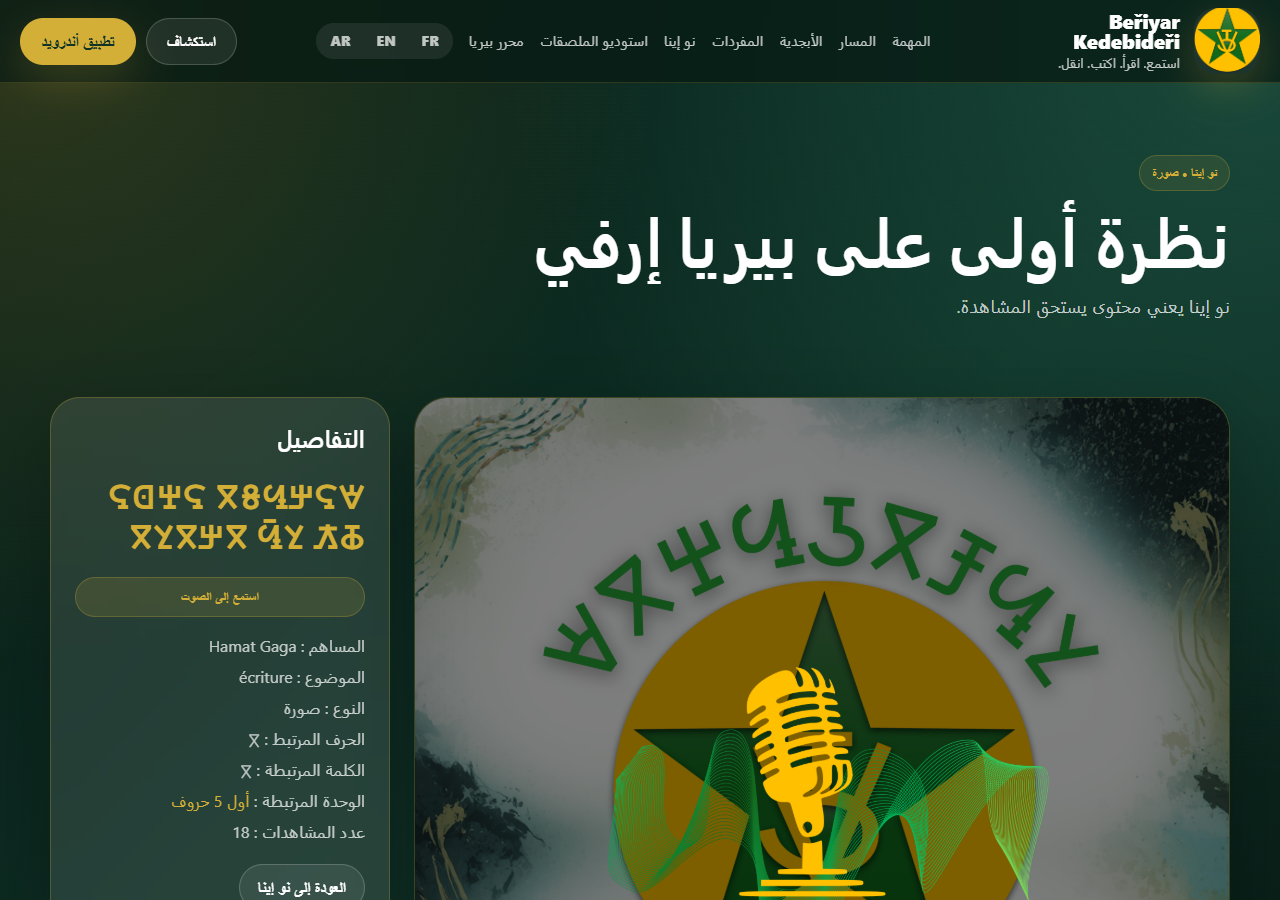 Beřiyar
Kedebideři
استمع. اقرأ. اكتب. انقل.
المهمة
المسار
الأبجدية
المفردات
نو إينا
استوديو الملصقات
محرر بيريا
FR
EN
AR
استكشاف
تطبيق أندرويد
نو إينا • صورة
نظرة أولى على بيريا إرفي
نو إينا يعني محتوى يستحق المشاهدة.
التفاصيل
استمع إلى الصوت
المساهم : Hamat Gaga
الموضوع : écriture
النوع : صورة
الحرف المرتبط :
الكلمة المرتبطة :
الوحدة المرتبطة : أول 5 حروف
عدد المشاهدات : 18
العودة إلى نو إينا